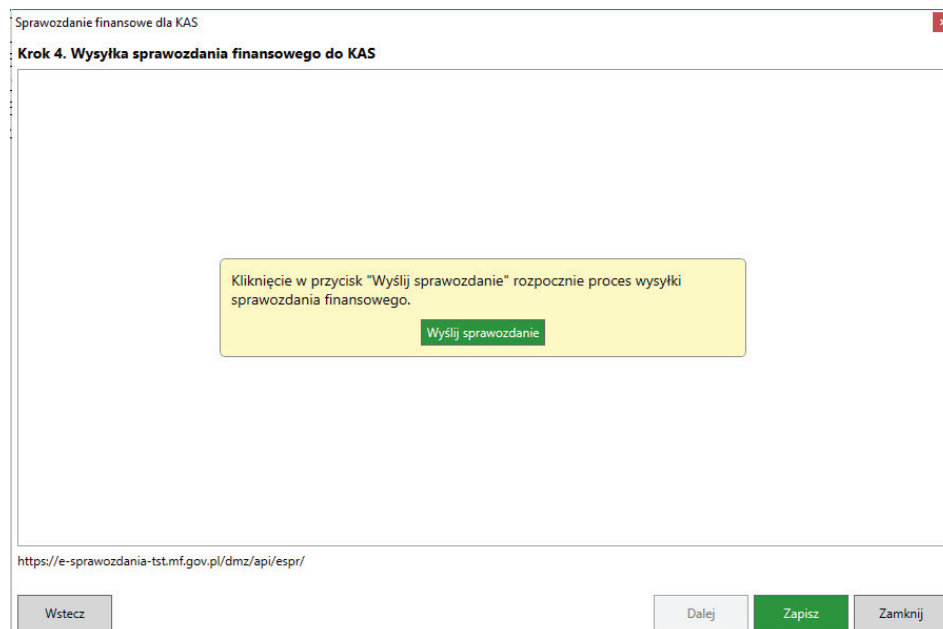 Sprawozdanie finansowe dla KAS
Krok 4. Wysyłka sprawozdania finansowego do KAS
Kliknięcie w przycisk "Wyślij sprawozdanie" rozpocznie proces wysyłki
sprawozdania finansowego.
Wyślij sprawozdanie
https://e-sprawozdania-tst.mf.gov.pl/dmz/api/espr/
Wstecz
Dalej
Zapisz
Zamknij